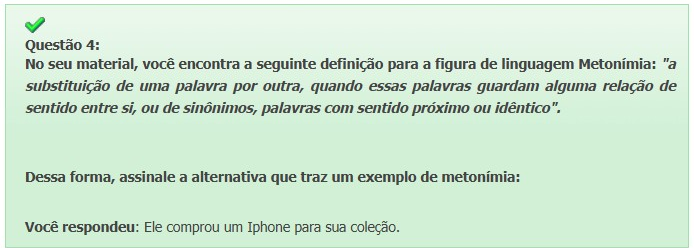 Questão 4:
No seu material, você encontra a seguinte definição para a figura de linguagem Metonímia: "a
substituição de uma palavra por outra, quando essas palavras guardam alguma relação de
sentido entre si, ou de sinônimos, palavras com sentido próximo ou idêntico".
Dessa forma, assinale a alternativa que traz um exemplo de metonímia:
Você respondeu: Ele comprou um Iphone para sua coleção.